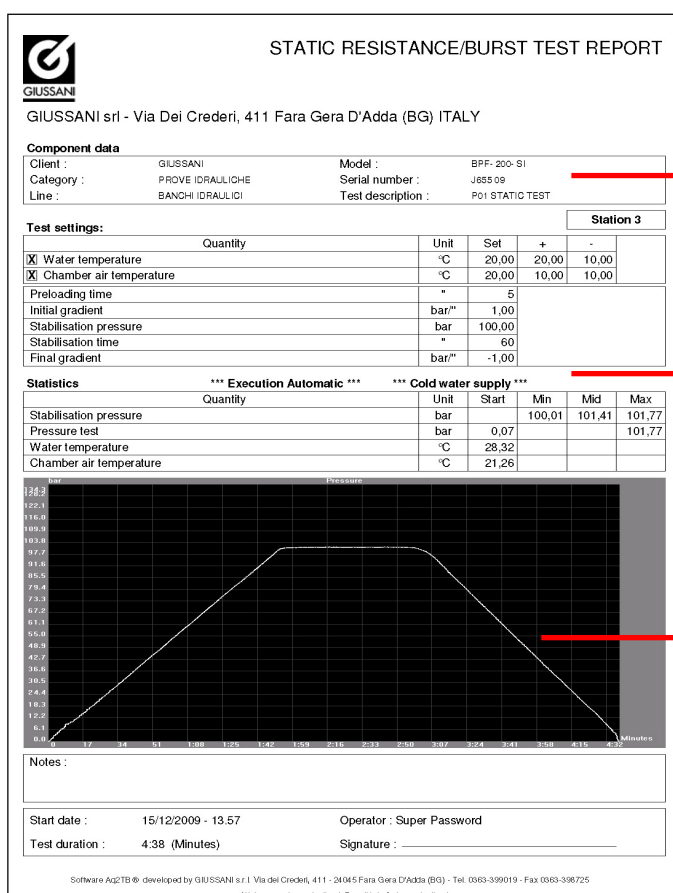 GIUSSANI
STATIC RESISTANCE/BURST TEST REPORT
GIUSSANI srl - Via Dei Crederi, 411 Fara Gera D'Adda (BG) ITALY
Component data
Client : GIUSSANI Model : BPF- 200- SI
Category : PROVE IDRAULICHE Serial number : J655 09
Line : BANCHI IDRAULICI Test description : P01 STATIC TEST
Station 3
Test settings:
Quantity Unit Set + -
X Water temperature °C 20,00 20,00 10,00
X Chamber air temperature °C 20,00 10,00 10,00
Preloading time " 5
Initial gradient bar/" 1,00
Stabilisation pressure bar 100,00
Stabilisation time " 60
Final gradient bar/" -1,00
Statistics *** Execution Automatic *** *** Cold water supply ***
Quantity Unit Start Min Mid Max
Stabilisation pressure bar 100,01 101,41 101,77
Pressure test bar 0,07 101,77
Water temperature °C 28,32
Chamber air temperature °C 21,26
bar Pressure
134.3
128.2
122.1
116.0
109.9
103.8
97.7
91.6
85.5
79.4
73.3
67.2
61.1
55.0
48.9
42.7
36.6
30.5
24.4
18.3
12.2
6.1
0.0
0 17 34 51 1:08 1:25 1:42 1:59 2:16 2:33 2:50 3:07 3:24 3:41 3:58 4:15 4:32 Minutes
Notes :
Start date : 15/12/2009 - 13.57 Operator : Super Password
Test duration : 4:38 (Minutes) Signature :
Software Aq2TB ® developed by GIUSSANI s.r.l. Via dei Crederi, 411 - 24045 Fara Gera D'Adda (BG) - Tel. 0363-399019 - Fax 0363-398725